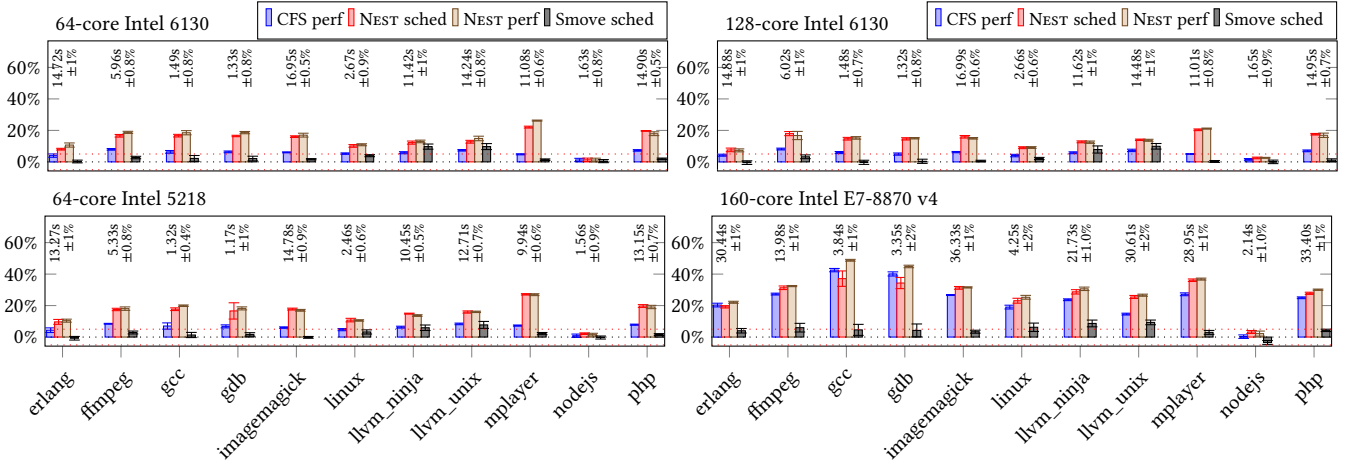 64-core Intel 6130
CFS perf NEST sched NEST perf Smove sched
60%
40%
20%
0%
14.72s ±1%
5.96s ±0.8%
1.49s ±0.8%
1.33s ±0.8%
16.95s ±0.5%
2.67s ±0.9%
11.42s ±1%
14.24s ±0.8%
11.08s ±0.6%
1.63s ±0.8%
14.90s ±0.5%
128-core Intel 6130
CFS perf NEST sched NEST perf Smove sched
60%
40%
20%
0%
14.88s ±1%
6.02s ±1%
1.48s ±0.7%
1.32s ±0.8%
16.99s ±0.6%
2.66s ±0.6%
11.62s ±1%
14.48s ±1%
11.01s ±0.8%
1.65s ±0.9%
14.95s ±0.7%
64-core Intel 5218
60%
40%
20%
0%
13.27s ±1%
5.33s ±0.8%
1.32s ±0.4%
1.17s ±1%
14.78s ±0.9%
2.46s ±0.6%
10.45s ±0.5%
12.71s ±0.7%
9.94s ±0.6%
1.56s ±0.9%
13.15s ±0.7%
erlang
ffmpeg
gcc
gdb
imagemagick
linux
llvm_ninja
llvm_unix
mplayer
nodejs
php
160-core Intel E7-8870 v4
60%
40%
20%
0%
30.44s ±1%
13.98s ±1%
3.84s ±1%
3.35s ±2%
36.33s ±1%
4.25s ±2%
21.73s ±1.0%
30.61s ±2%
28.95s ±1%
2.14s ±1.0%
33.40s ±1%
erlang
ffmpeg
gcc
gdb
imagemagick
linux
llvm_ninja
llvm_unix
mplayer
nodejs
php